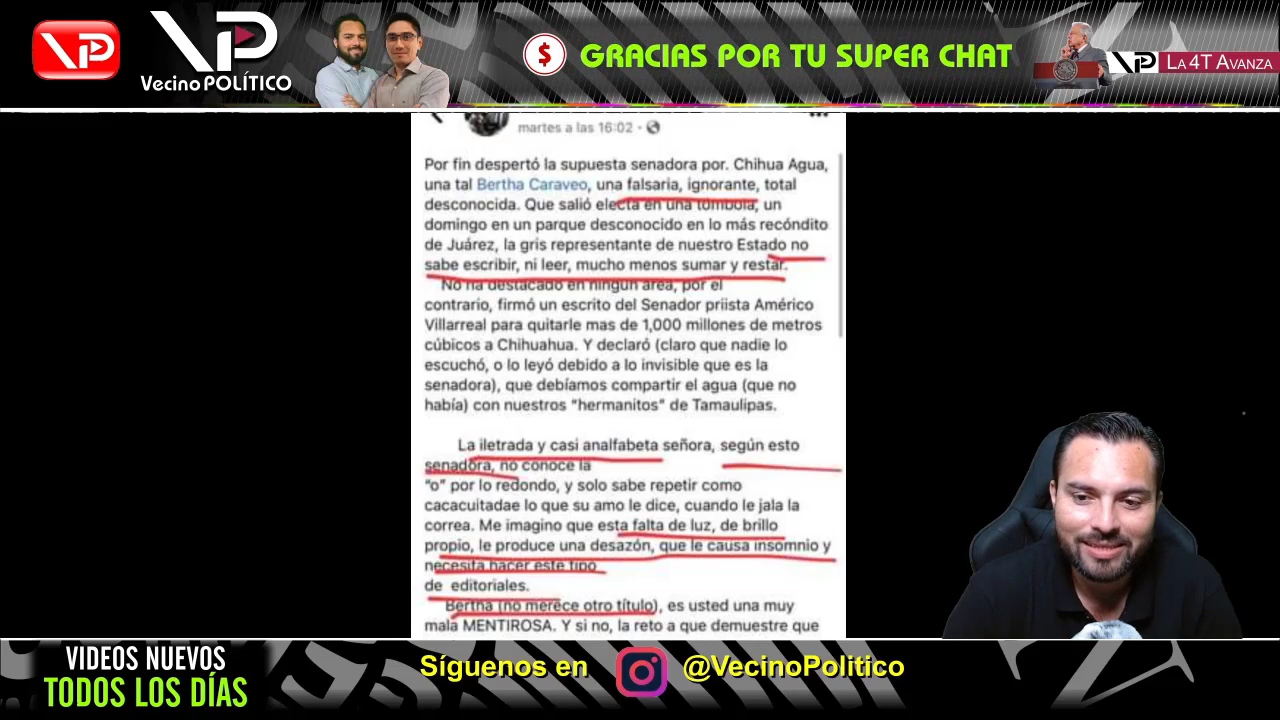 VP
VP
Vecino POLÍTICO
$ GRACIAS POR TU SUPER CHAT
VP LA 4T AVANZA
martes a las 16:02 ·
Por fin despertó la supuesta senadora por. Chihua Agua,
una tal Bertha Caraveo, una falsaria, ignorante, total
desconocida. Que salió electa en una tómbola, un
domingo en un parque desconocido en lo más recóndito
de Juárez, la gris representante de nuestro Estado no
sabe escribir, ni leer, mucho menos sumar y restar.
No ha destacado en ningún área, por el
contrario, firmó un escrito del Senador priista Américo
Villarreal para quitarle mas de 1,000 millones de metros
cúbicos a Chihuahua. Y declaró (claro que nadie lo
escuchó, o lo leyó debido a lo invisible que es la
senadora), que debíamos compartir el agua (que no
había) con nuestros "hermanitos" de Tamaulipas.
La iletrada y casi analfabeta señora, según esto
senadora, no conoce la
"o" por lo redondo, y solo sabe repetir como
cacacuitadae lo que su amo le dice, cuando le jala la
correa. Me imagino que esta falta de luz, de brillo
propio, le produce una desazón, que le causa insomnio y
necesita hacer este tipo
de editoriales.
Bertha (no merece otro título), es usted una muy
mala MENTIROSA. Y si no, la reto a que demuestre que
VIDEOS NUEVOS
TODOS LOS DÍAS
Síguenos en @VecinoPolitico